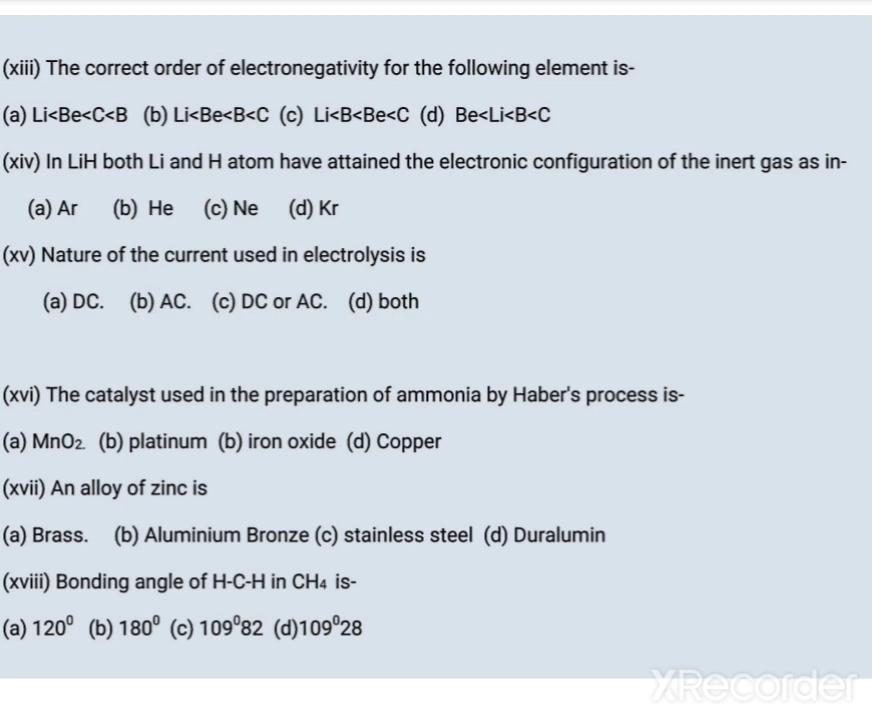 (xiii) The correct order of electronegativity for the following element is-
(a) Li<Be<C<B (b) Li<Be<B<C (c) Li<B<Be<C (d) Be<Li<B<C
(xiv) In LiH both Li and H atom have attained the electronic configuration of the inert gas as in-
(a) Ar (b) He (c) Ne (d) Kr
(xv) Nature of the current used in electrolysis is
(a) DC. (b) AC. (c) DC or AC. (d) both
(xvi) The catalyst used in the preparation of ammonia by Haber's process is-
(a) MnO₂ (b) platinum (b) iron oxide (d) Copper
(xvii) An alloy of zinc is
(a) Brass. (b) Aluminium Bronze (c) stainless steel (d) Duralumin
(xviii) Bonding angle of H-C-H in CH₄ is-
(a) 120⁰ (b) 180⁰ (c) 109⁰82 (d)109⁰28
XRecorder